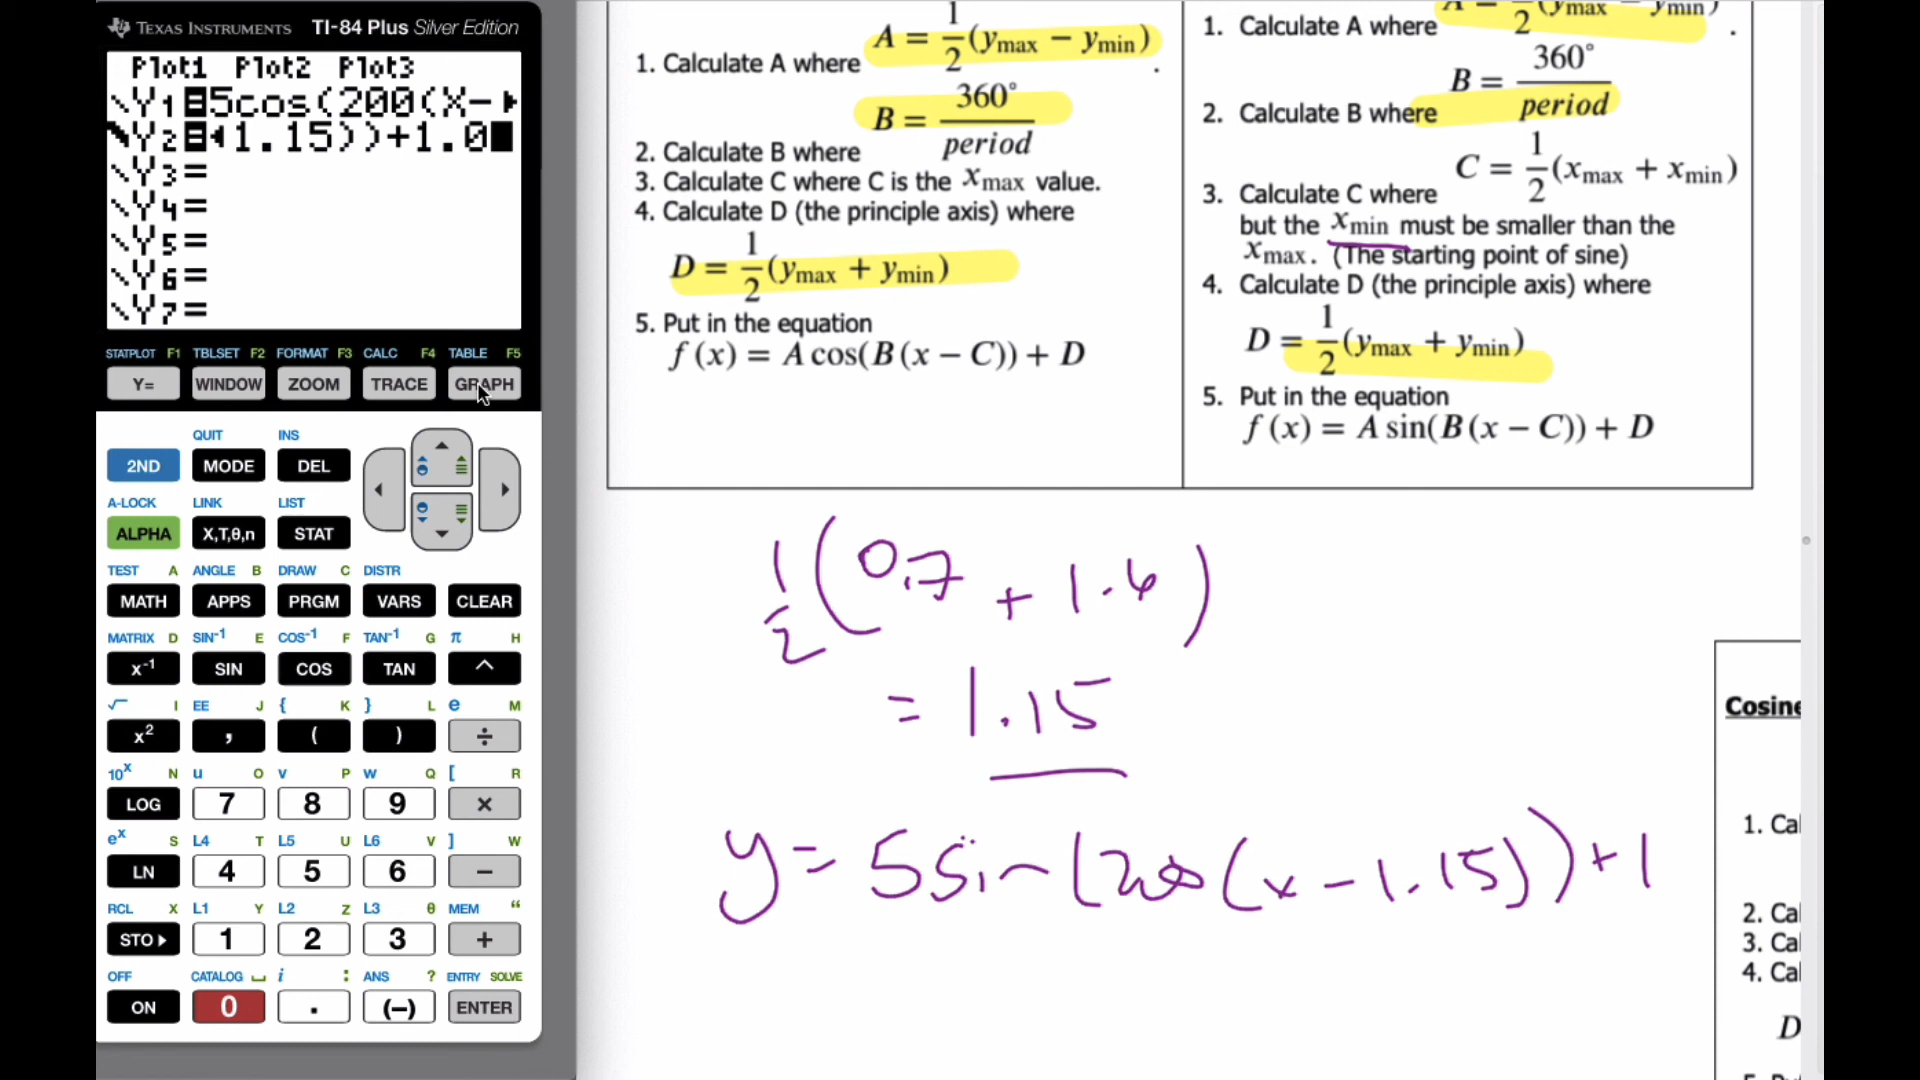 TEXAS INSTRUMENTS TI-84 Plus Silver Edition
Plot1 Plot2 Plot3
\Y1=5cos(200(X-
\Y2=1.15))+1.0
\Y3=
\Y4=
\Y5=
\Y6=
\Y7=
STATPLOT F1 TBLSET F2 FORMAT F3 CALC F4 TABLE F5
Y= WINDOW ZOOM TRACE GRAPH
QUIT INS
2ND MODE DEL
A-LOCK LINK LIST
ALPHA X,T,θ,n STAT
TEST A ANGLE B DRAW C DISTR
MATH APPS PRGM VARS CLEAR
MATRIX D SIN⁻¹ E COS⁻¹ F TAN⁻¹ G π H
x⁻¹ SIN COS TAN ^
√ I EE J { K } L e M
x² , ( ) ÷
10ˣ N u O v P w Q [ R
LOG 7 8 9 ×
eˣ S L4 T L5 U L6 V ] W
LN 4 5 6 −
RCL X L1 Y L2 Z L3 θ MEM “
STO▸ 1 2 3 +
OFF CATALOG ⎵ i : ANS ? ENTRY SOLVE
ON 0 . (−) ENTER
1. Calculate A where A = 1/2 (ymax − ymin) .
2. Calculate B where B = 360° / period
3. Calculate C where C is the xmax value.
4. Calculate D (the principle axis) where
D = 1/2 (ymax + ymin)
5. Put in the equation
f (x) = A cos(B (x − C)) + D
1. Calculate A where A = 1/2 (ymax − ymin) .
2. Calculate B where B = 360° / period
3. Calculate C where C = 1/2 (xmax + xmin)
but the xmin must be smaller than the
xmax. (The starting point of sine)
4. Calculate D (the principle axis) where
D = 1/2 (ymax + ymin)
5. Put in the equation
f (x) = A sin(B (x − C)) + D
1/2 (0.7 + 1.6)
= 1.15
y = 5 sin (200 (x − 1.15)) + 1
Cosine
1. Cal
2. Cal
3. Cal
4. Cal
D